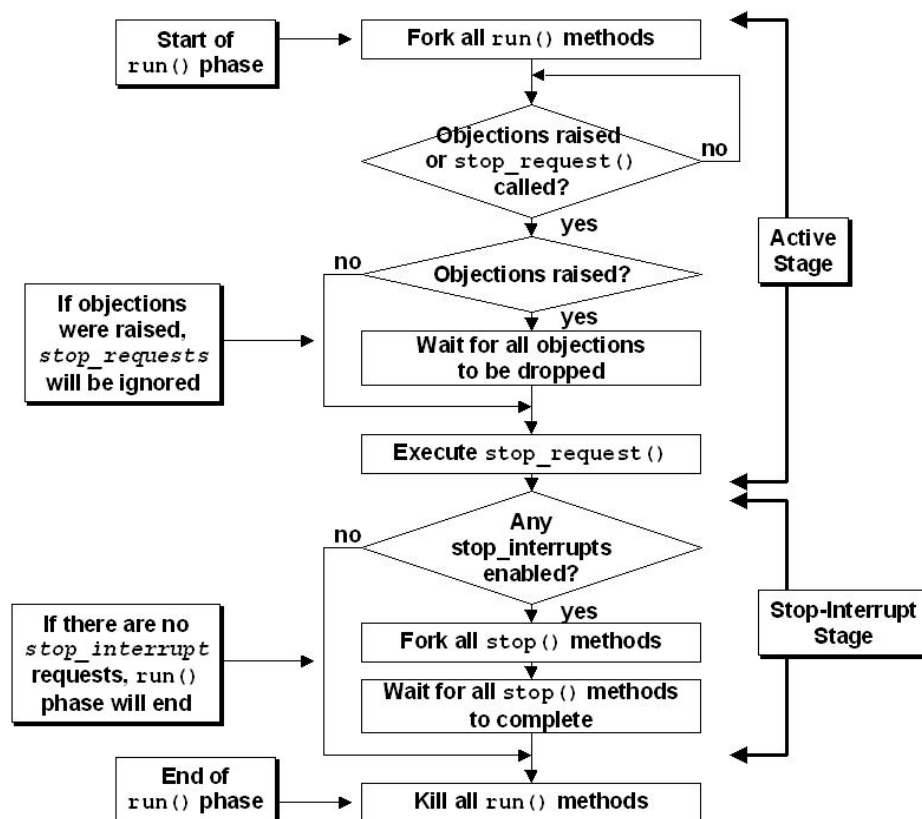 Start of
run() phase
Fork all run() methods
Objections raised
or stop_request()
called?
no
yes
Active
Stage
no
Objections raised?
If objections
were raised,
stop_requests
will be ignored
yes
Wait for all objections
to be dropped
Execute stop_request()
no
Any
stop_interrupts
enabled?
yes
Stop-Interrupt
Stage
If there are no
stop_interrupt
requests, run()
phase will end
Fork all stop() methods
Wait for all stop() methods
to complete
End of
run() phase
Kill all run() methods